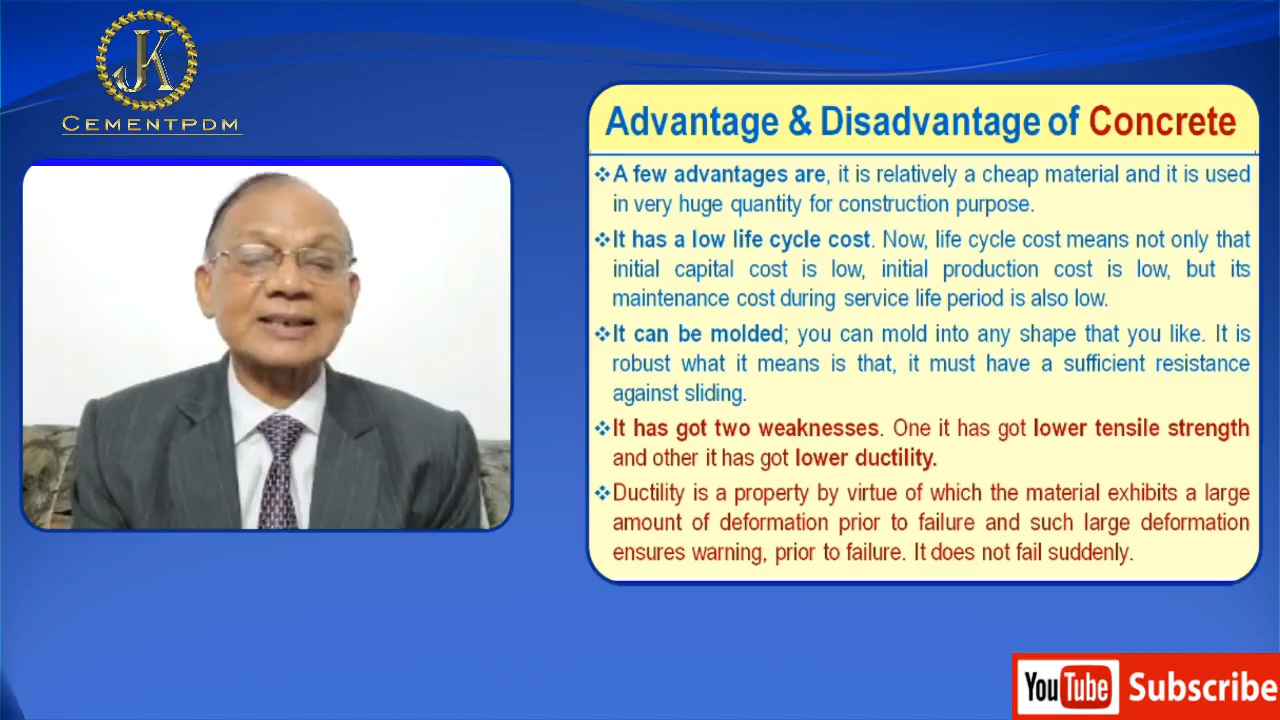 JK
CEMENTPDM
Advantage & Disadvantage of Concrete
❖A few advantages are, it is relatively a cheap material and it is used
in very huge quantity for construction purpose.
❖It has a low life cycle cost. Now, life cycle cost means not only that
initial capital cost is low, initial production cost is low, but its
maintenance cost during service life period is also low.
❖It can be molded; you can mold into any shape that you like. It is
robust what it means is that, it must have a sufficient resistance
against sliding.
❖It has got two weaknesses. One it has got lower tensile strength
and other it has got lower ductility.
❖Ductility is a property by virtue of which the material exhibits a large
amount of deformation prior to failure and such large deformation
ensures warning, prior to failure. It does not fail suddenly.
YouTube Subscribe